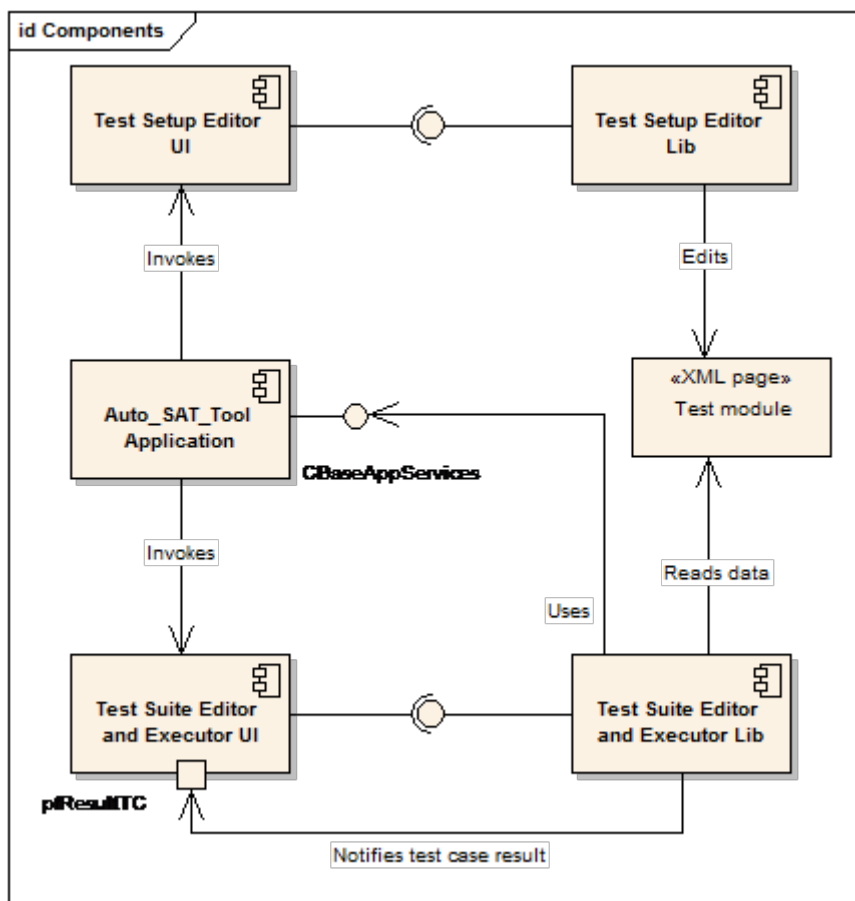 id Components
Test Setup Editor
UI
Test Setup Editor
Lib
Invokes
Edits
Auto_SAT_Tool
Application
CBaseAppServices
«XML page»
Test module
Invokes
Uses
Reads data
Test Suite Editor
and Executor UI
Test Suite Editor
and Executor Lib
pfResultTC
Notifies test case result